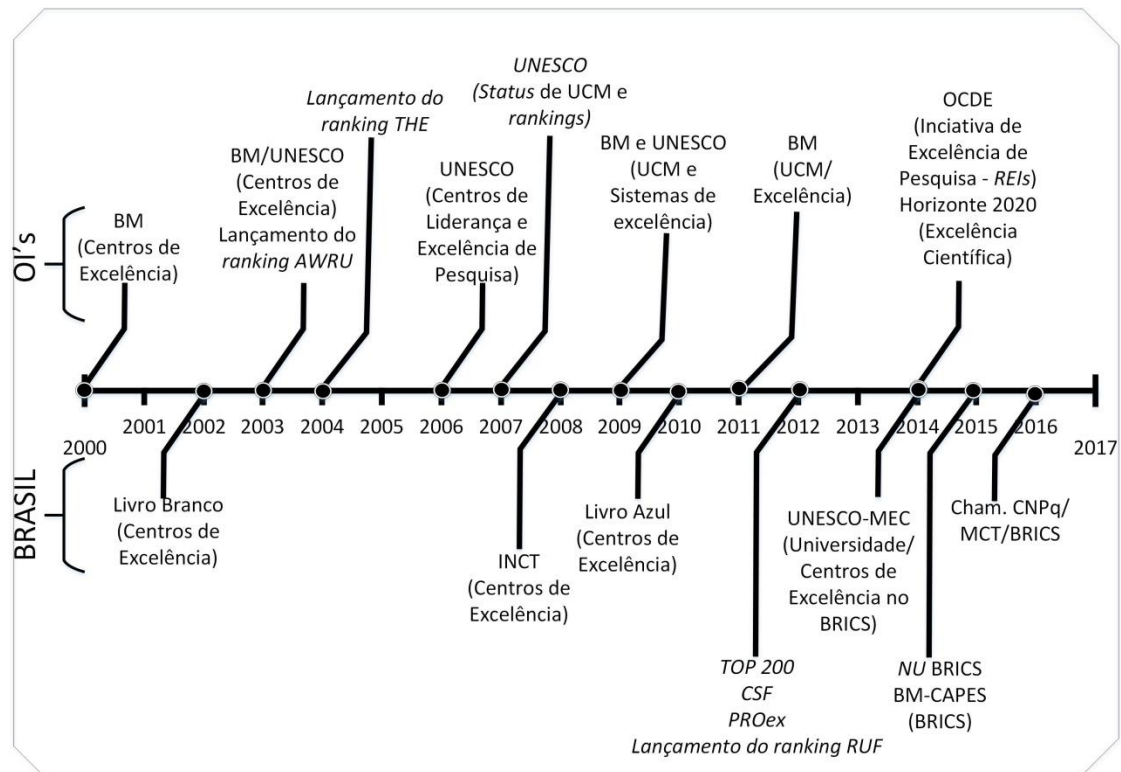 UNESCO
(Status de UCM e
rankings)
Lançamento do
ranking THE
BM/UNESCO
(Centros de
Excelência)
Lançamento do
ranking AWRU
UNESCO
(Centros de
Liderança e
Excelência de
Pesquisa)
BM e UNESCO
(UCM e
Sistemas de
excelência)
BM
(UCM/
Excelência)
OCDE
(Inciativa de
Excelência de
Pesquisa - REIs)
Horizonte 2020
(Excelência
Científica)
OI's
BM
(Centros de
Excelência)
2000
2001
2002
2003
2004
2005
2006
2007
2008
2009
2010
2011
2012
2013
2014
2015
2016
2017
BRASIL
Livro Branco
(Centros de
Excelência)
INCT
(Centros de
Excelência)
Livro Azul
(Centros de
Excelência)
TOP 200
CSF
PROex
Lançamento do ranking RUF
UNESCO-MEC
(Universidade/
Centros de
Excelência no
BRICS)
NU BRICS
BM-CAPES
(BRICS)
Cham. CNPq/
MCT/BRICS